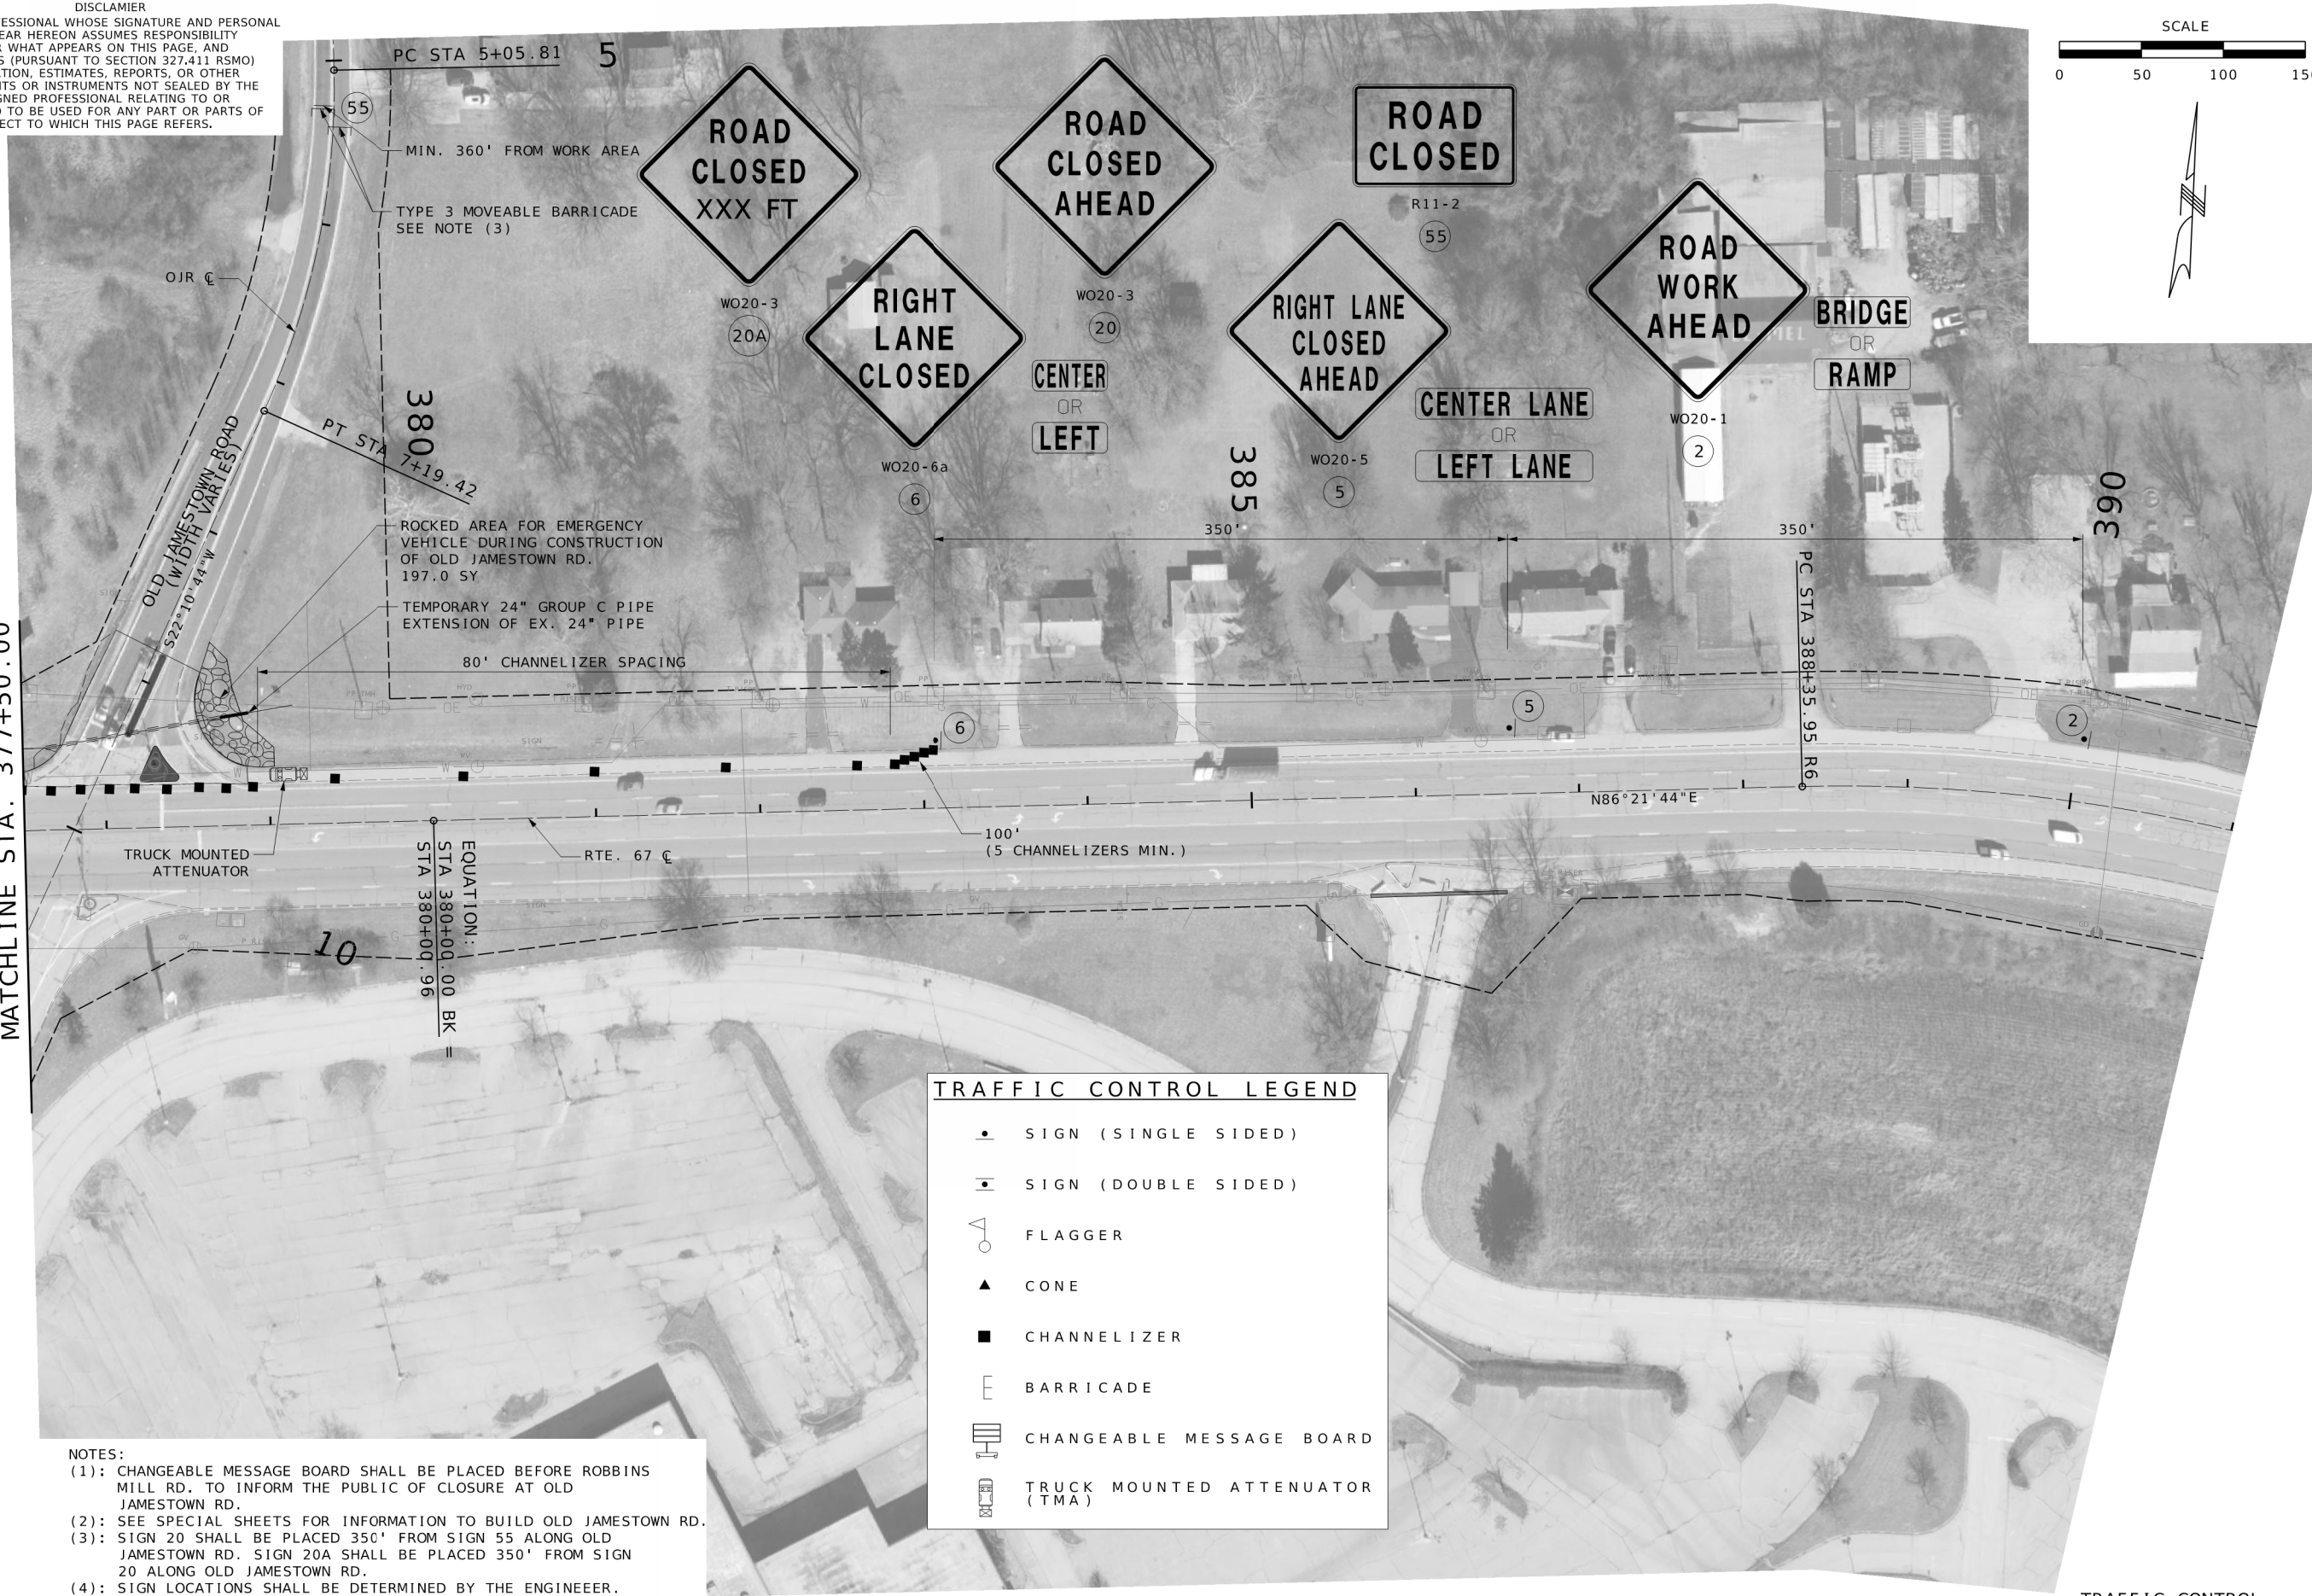 DISCLAMIER
ESSIONAL WHOSE SIGNATURE AND PERSONAL
EAR HEREON ASSUMES RESPONSIBILITY
R WHAT APPEARS ON THIS PAGE, AND
S (PURSUANT TO SECTION 327.411 RSMO)
TION, ESTIMATES, REPORTS, OR OTHER
TS OR INSTRUMENTS NOT SEALED BY THE
GNED PROFESSIONAL RELATING TO OR
D TO BE USED FOR ANY PART OR PARTS OF
ECT TO WHICH THIS PAGE REFERS.
PC STA 5+05.81
5
55
MIN. 360' FROM WORK AREA
TYPE 3 MOVEABLE BARRICADE
SEE NOTE (3)
OJR ℄
ROAD
CLOSED
XXX FT
WO20-3
20A
ROAD
CLOSED
AHEAD
WO20-3
20
ROAD
CLOSED
R11-2
55
RIGHT
LANE
CLOSED
WO20-6a
6
CENTER
OR
LEFT
RIGHT LANE
CLOSED
AHEAD
WO20-5
5
CENTER LANE
OR
LEFT LANE
ROAD
WORK
AHEAD
WO20-1
2
BRIDGE
OR
RAMP
SCALE
0 50 100 15
380
385
390
PT STA 7+19.42
OLD JAMESTOWN ROAD
(WIDTH VARIES)
S22°10'44"W
ROCKED AREA FOR EMERGENCY
VEHICLE DURING CONSTRUCTION
OF OLD JAMESTOWN RD.
197.0 SY
TEMPORARY 24" GROUP C PIPE
EXTENSION OF EX. 24" PIPE
80' CHANNELIZER SPACING
350'
350'
PC STA 388+35.95 R6
6
5
2
N86°21'44"E
100'
(5 CHANNELIZERS MIN.)
TRUCK MOUNTED
ATTENUATOR
RTE. 67 ℄
EQUATION:
STA 380+00.00 BK =
STA 380+00.96
10
MATCHLINE STA. 377+50.00
TRAFFIC CONTROL LEGEND
SIGN (SINGLE SIDED)
SIGN (DOUBLE SIDED)
FLAGGER
CONE
CHANNELIZER
BARRICADE
CHANGEABLE MESSAGE BOARD
TRUCK MOUNTED ATTENUATOR
(TMA)
NOTES:
(1): CHANGEABLE MESSAGE BOARD SHALL BE PLACED BEFORE ROBBINS
MILL RD. TO INFORM THE PUBLIC OF CLOSURE AT OLD
JAMESTOWN RD.
(2): SEE SPECIAL SHEETS FOR INFORMATION TO BUILD OLD JAMESTOWN RD.
(3): SIGN 20 SHALL BE PLACED 350' FROM SIGN 55 ALONG OLD
JAMESTOWN RD. SIGN 20A SHALL BE PLACED 350' FROM SIGN
20 ALONG OLD JAMESTOWN RD.
(4): SIGN LOCATIONS SHALL BE DETERMINED BY THE ENGINEEER.
TRAFFIC CONTROL